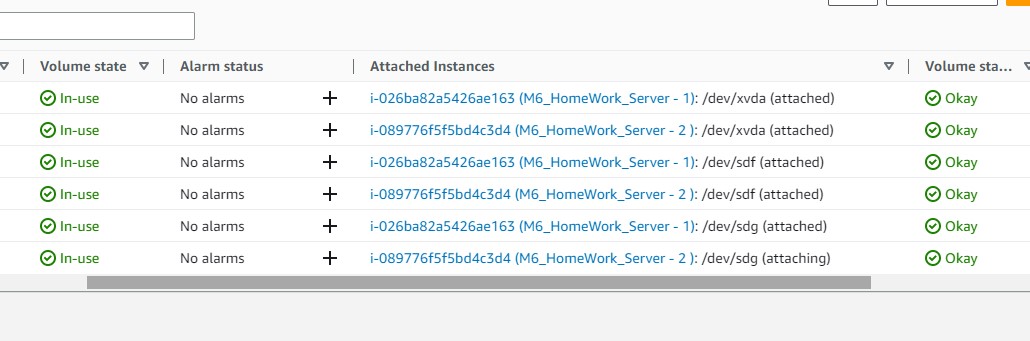 Volume state Alarm status Attached Instances Volume sta...
In-use No alarms + i-026ba82a5426ae163 (M6_HomeWork_Server - 1): /dev/xvda (attached) Okay
In-use No alarms + i-089776f5f5bd4c3d4 (M6_HomeWork_Server - 2 ): /dev/xvda (attached) Okay
In-use No alarms + i-026ba82a5426ae163 (M6_HomeWork_Server - 1): /dev/sdf (attached) Okay
In-use No alarms + i-089776f5f5bd4c3d4 (M6_HomeWork_Server - 2 ): /dev/sdf (attached) Okay
In-use No alarms + i-026ba82a5426ae163 (M6_HomeWork_Server - 1): /dev/sdg (attached) Okay
In-use No alarms + i-089776f5f5bd4c3d4 (M6_HomeWork_Server - 2 ): /dev/sdg (attaching) Okay